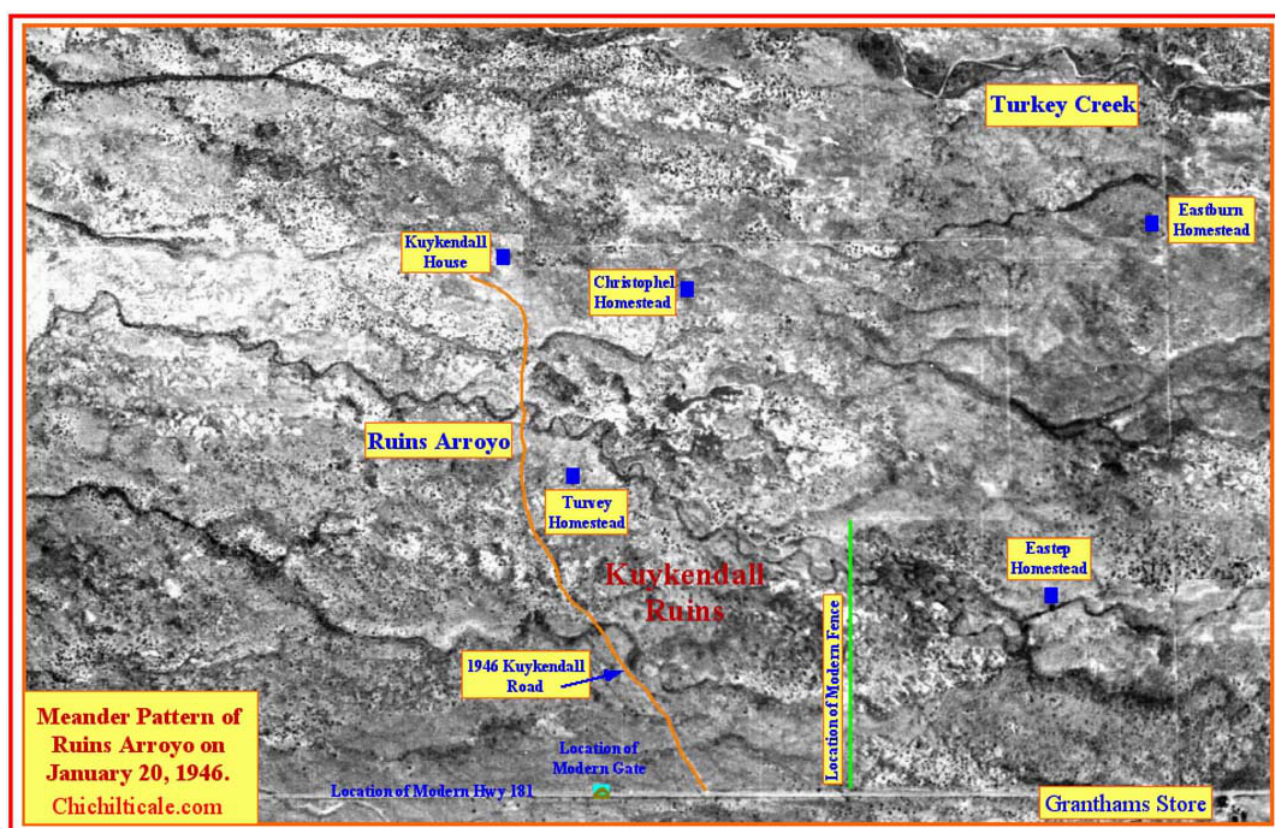 Turkey Creek
Eastburn
Homestead
Kuykendall
House
Christophel
Homestead
Ruins Arroyo
Turvey
Homestead
Eastep
Homestead
Kuykendall
Ruins
Location of Modern Fence
1946 Kuykendall
Road
Meander Pattern of
Ruins Arroyo on
January 20, 1946.
Chichilticale.com
Location of
Modern Gate
Location of Modern Hwy 181
Granthams Store